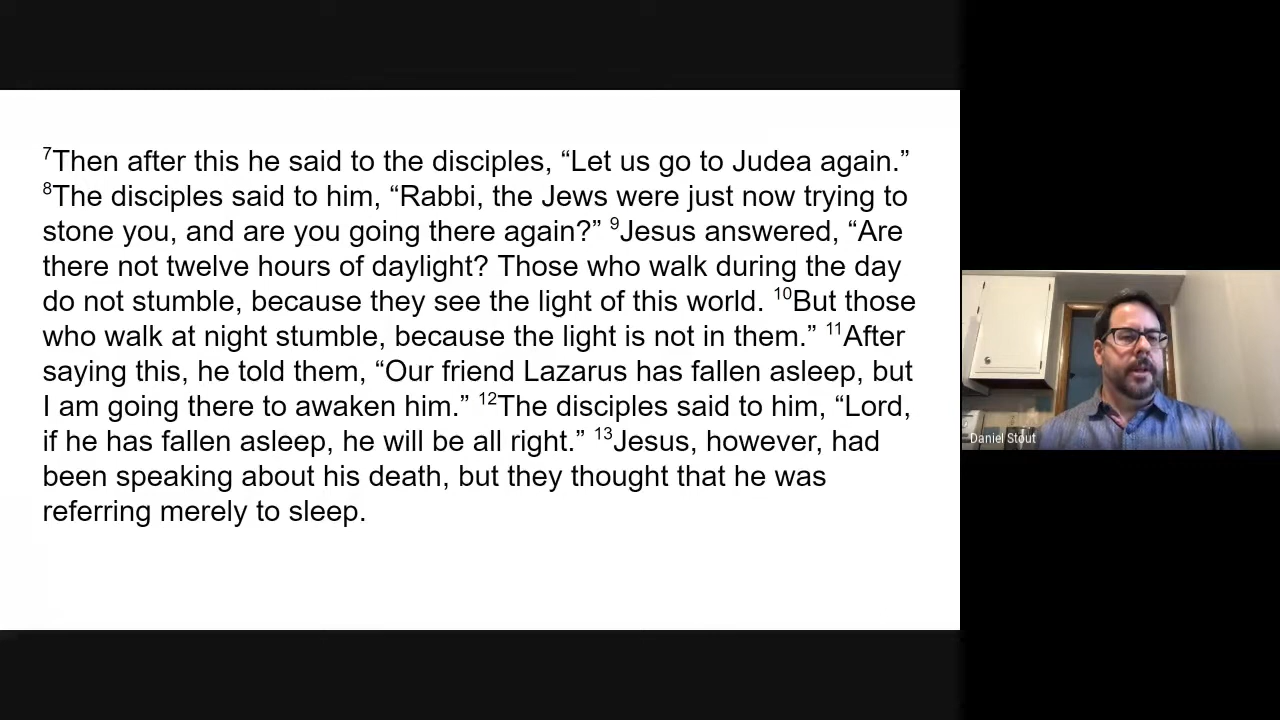 ⁷Then after this he said to the disciples, “Let us go to Judea again.”
⁸The disciples said to him, “Rabbi, the Jews were just now trying to
stone you, and are you going there again?” ⁹Jesus answered, “Are
there not twelve hours of daylight? Those who walk during the day
do not stumble, because they see the light of this world. ¹⁰But those
who walk at night stumble, because the light is not in them.” ¹¹After
saying this, he told them, “Our friend Lazarus has fallen asleep, but
I am going there to awaken him.” ¹²The disciples said to him, “Lord,
if he has fallen asleep, he will be all right.” ¹³Jesus, however, had
been speaking about his death, but they thought that he was
referring merely to sleep.
Daniel Stout